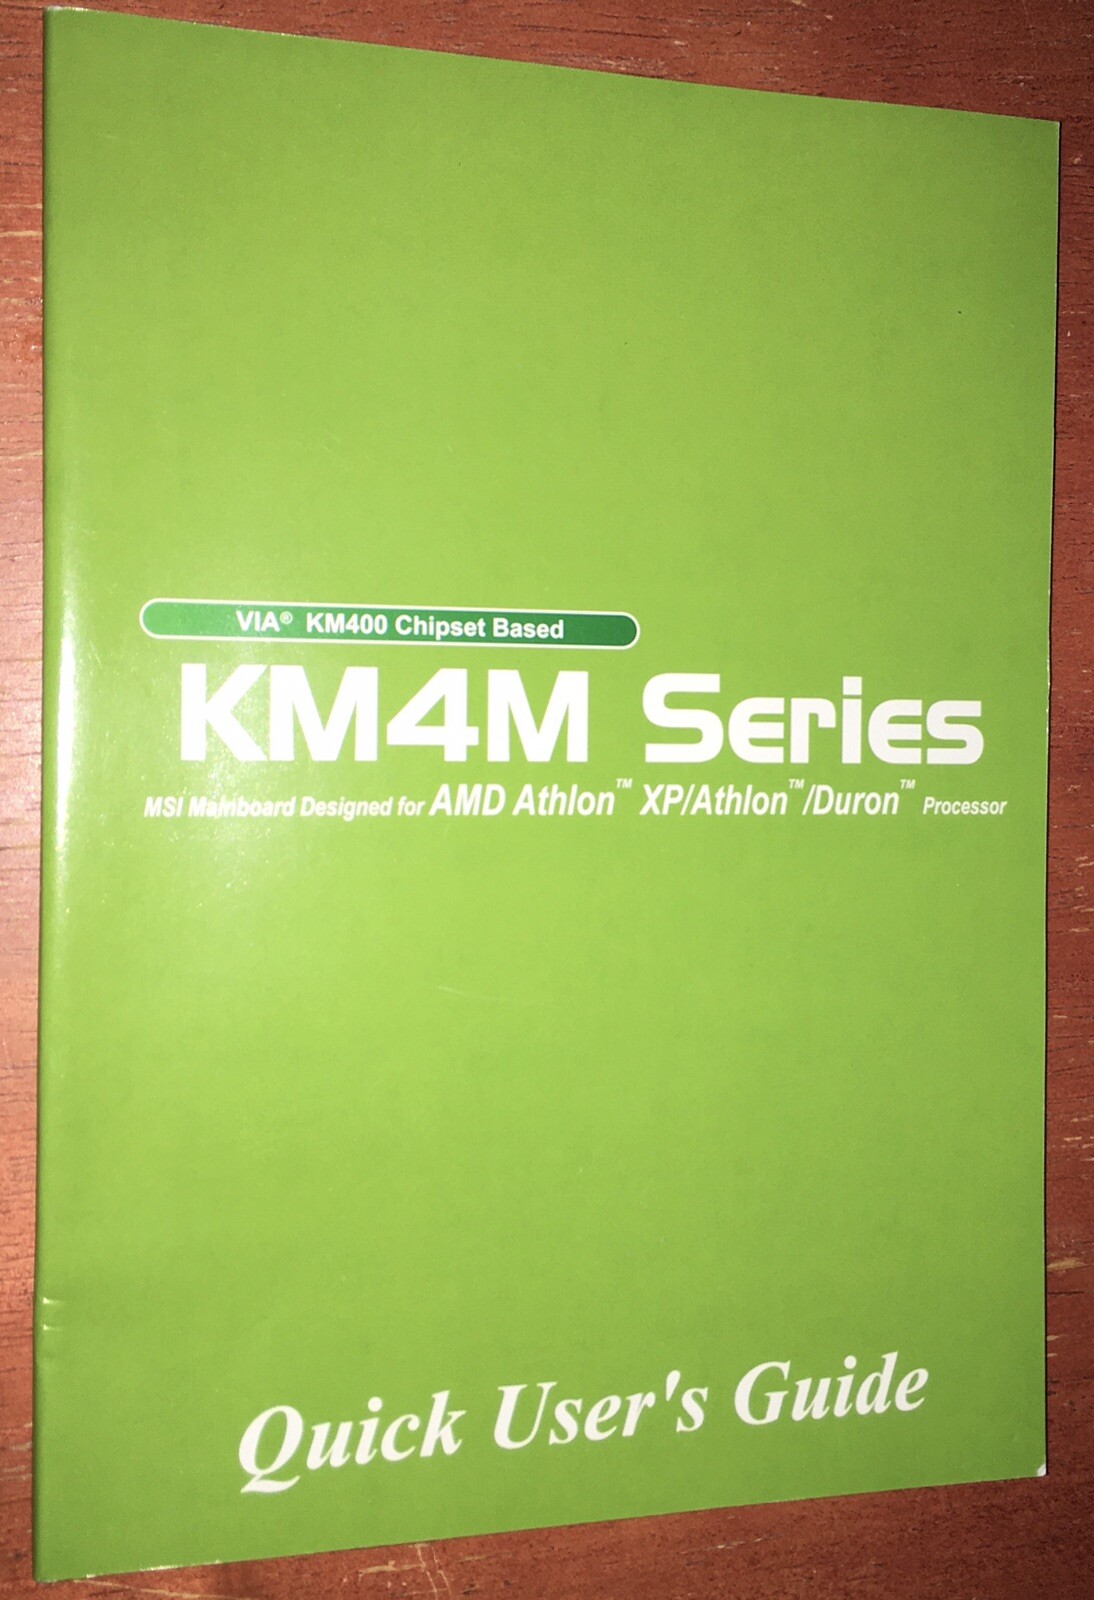 VIA® KM400 Chipset Based
KM4M Series
MSI Mainboard Designed for AMD Athlon™ XP/Athlon™/Duron™ Processor
Quick User's Guide